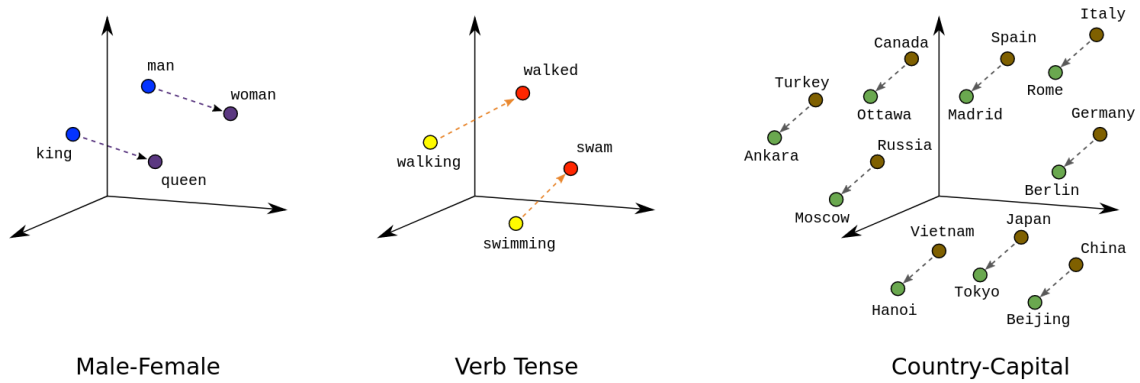 man
woman
king
queen
Male-Female
walked
walking
swam
swimming
Verb Tense
Italy
Spain
Canada
Rome
Turkey
Ottawa
Madrid
Germany
Ankara
Russia
Berlin
Moscow
Japan
Vietnam
China
Tokyo
Hanoi
Beijing
Country-Capital